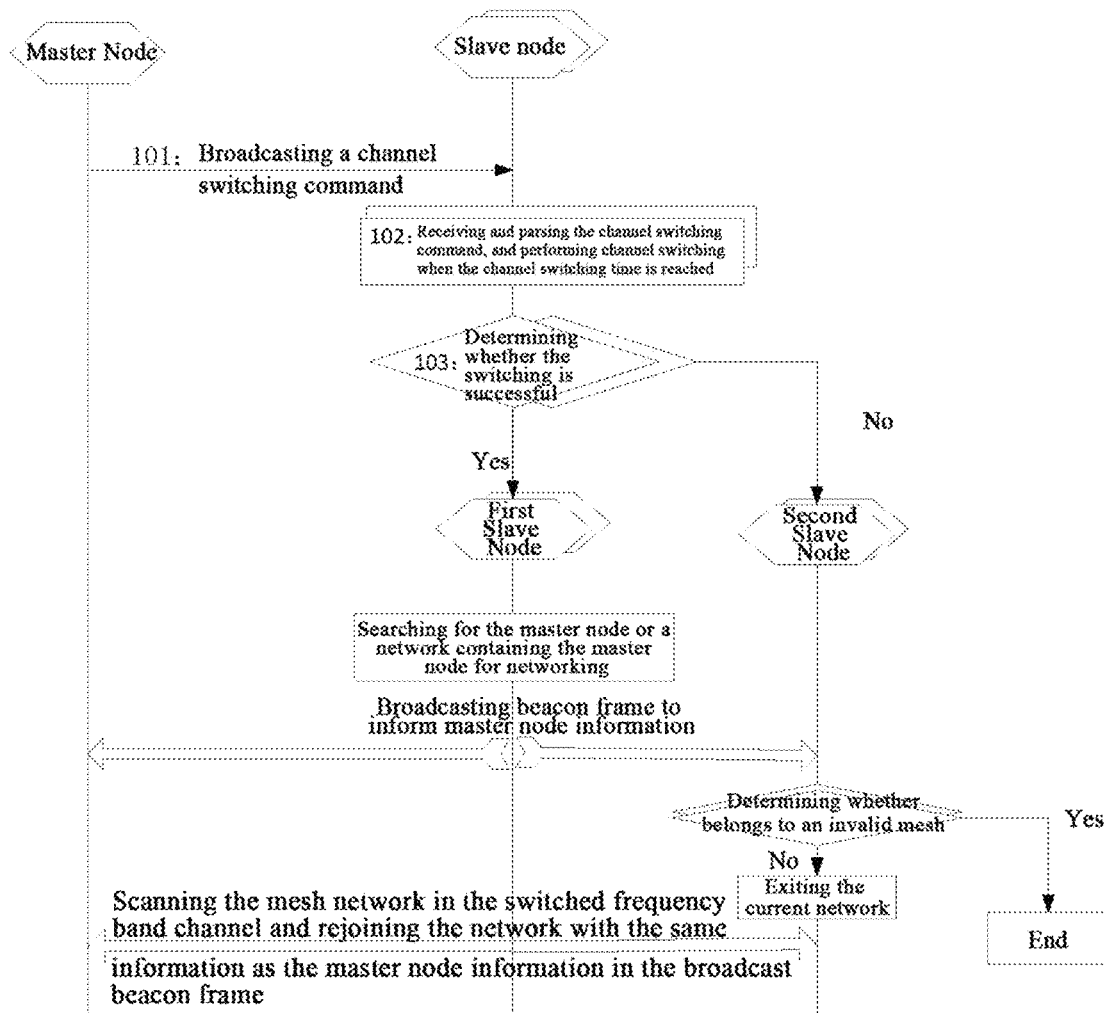 Master Node
Slave node
101: Broadcasting a channel
switching command
102: Receiving and parsing the channel switching
command, and performing channel switching
when the channel switching time is reached
103: Determining
whether the
switching is
successful
No
Yes
First
Slave
Node
Second
Slave
Node
Searching for the master node or a
network containing the master
node for networking
Broadcasting beacon frame to
inform master node information
Determining whether
belongs to an invalid mesh
Yes
No
Exiting the
current network
End
Scanning the mesh network in the switched frequency
band channel and rejoining the network with the same
information as the master node information in the broadcast
beacon frame